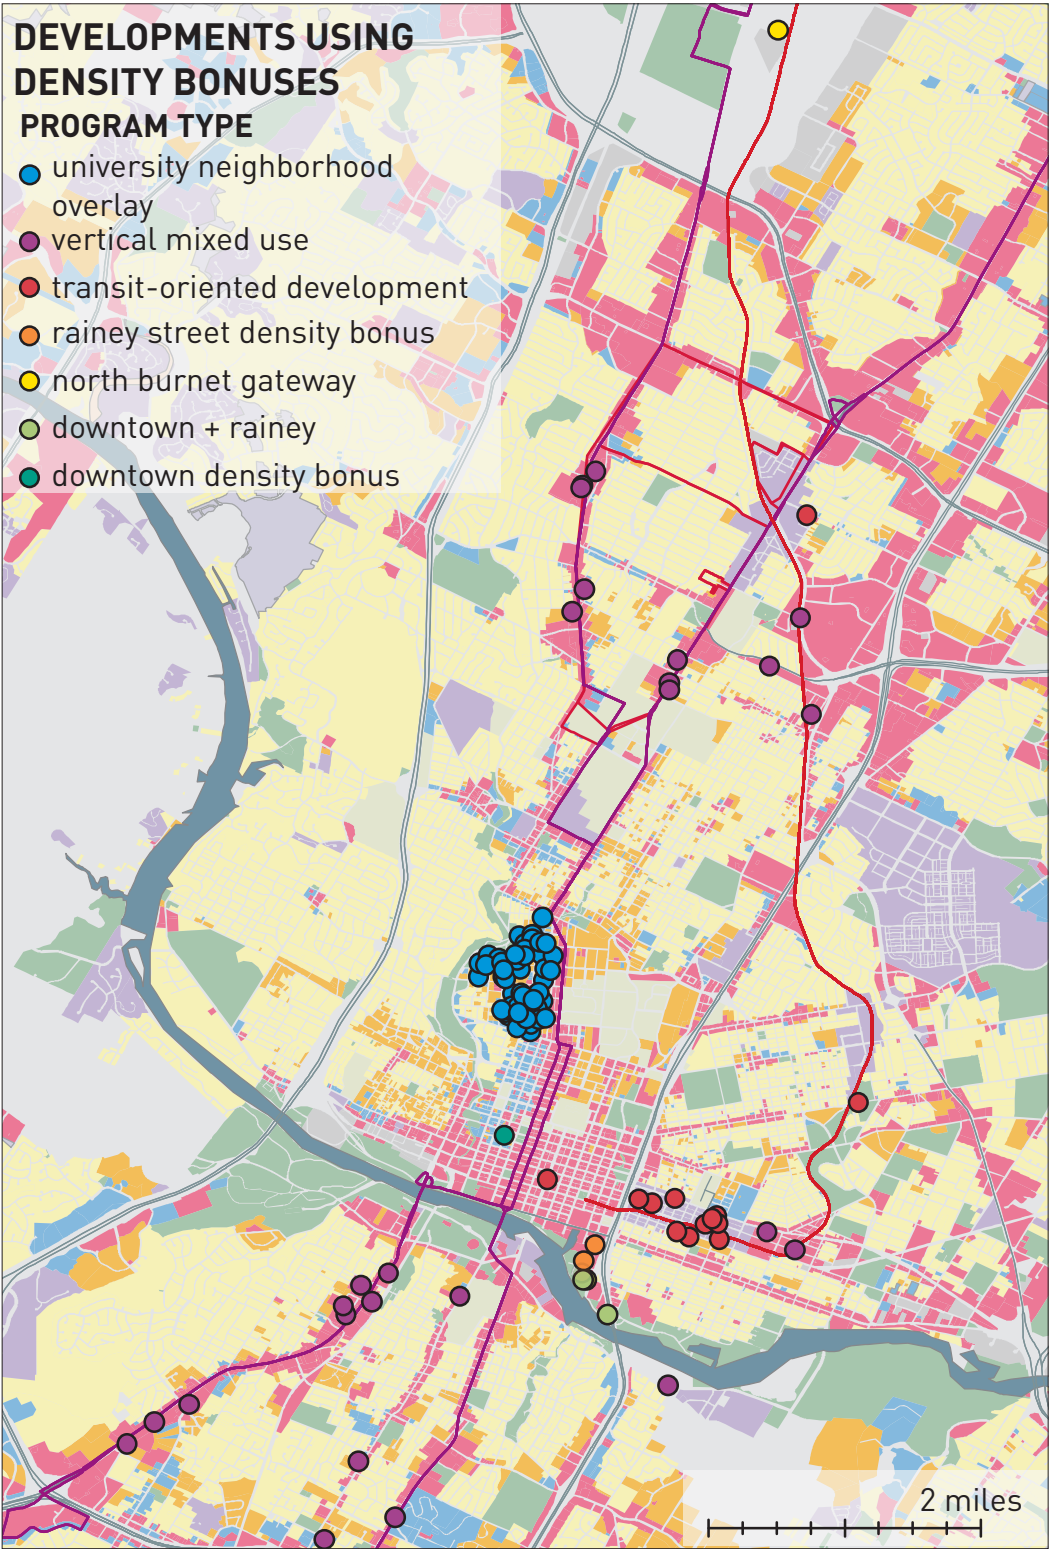 DEVELOPMENTS USING
DENSITY BONUSES
PROGRAM TYPE
university neighborhood
overlay
vertical mixed use
transit-oriented development
rainey street density bonus
north burnet gateway
downtown + rainey
downtown density bonus
2 miles